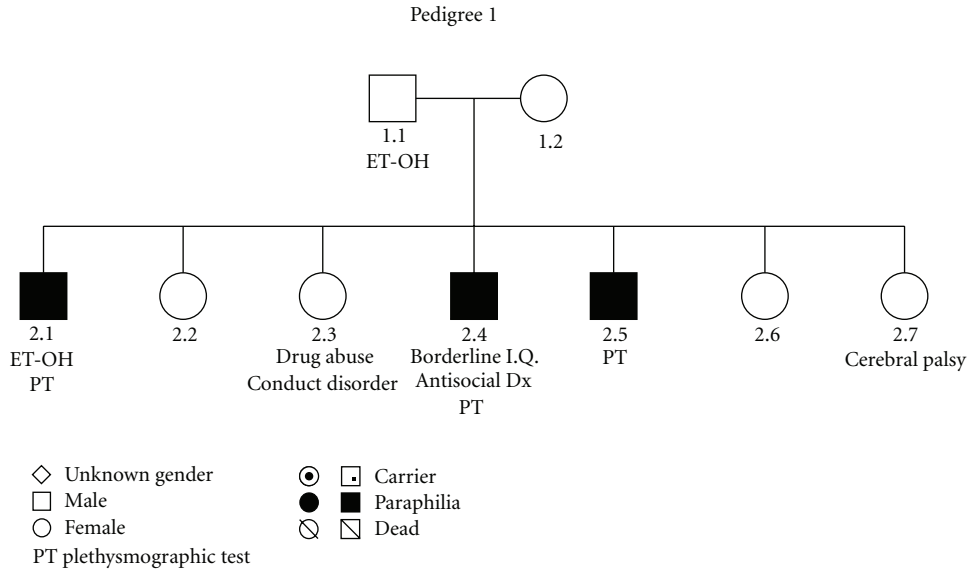 Pedigree 1
1.1
ET-OH
1.2
2.1
ET-OH
PT
2.2
2.3
Drug abuse
Conduct disorder
2.4
Borderline I.Q.
Antisocial Dx
PT
2.5
PT
2.6
2.7
Cerebral palsy
Unknown gender
Male
Female
PT plethysmographic test
Carrier
Paraphilia
Dead